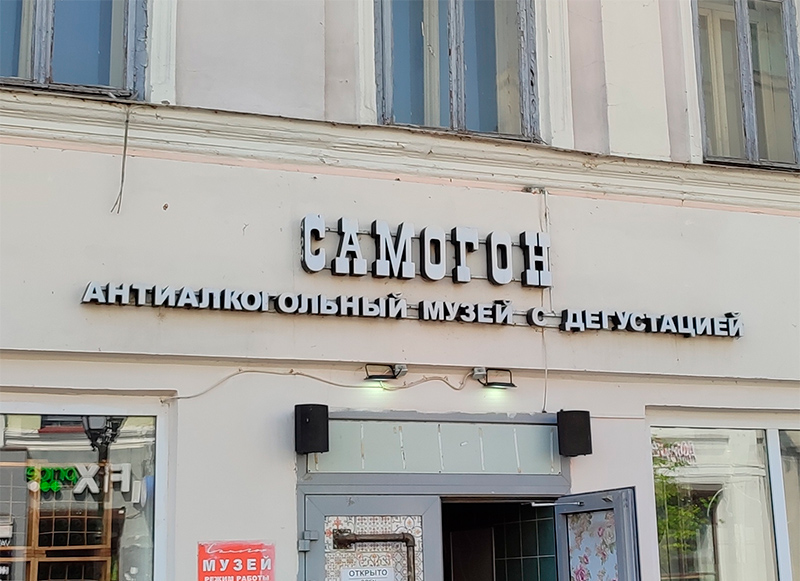 САМОГОН
АНТИАЛКОГОЛЬНЫЙ МУЗЕЙ С ДЕГУСТАЦИЕЙ
МУЗЕЙ
РЕЖИМ РАБОТЫ
ОТКРЫТО